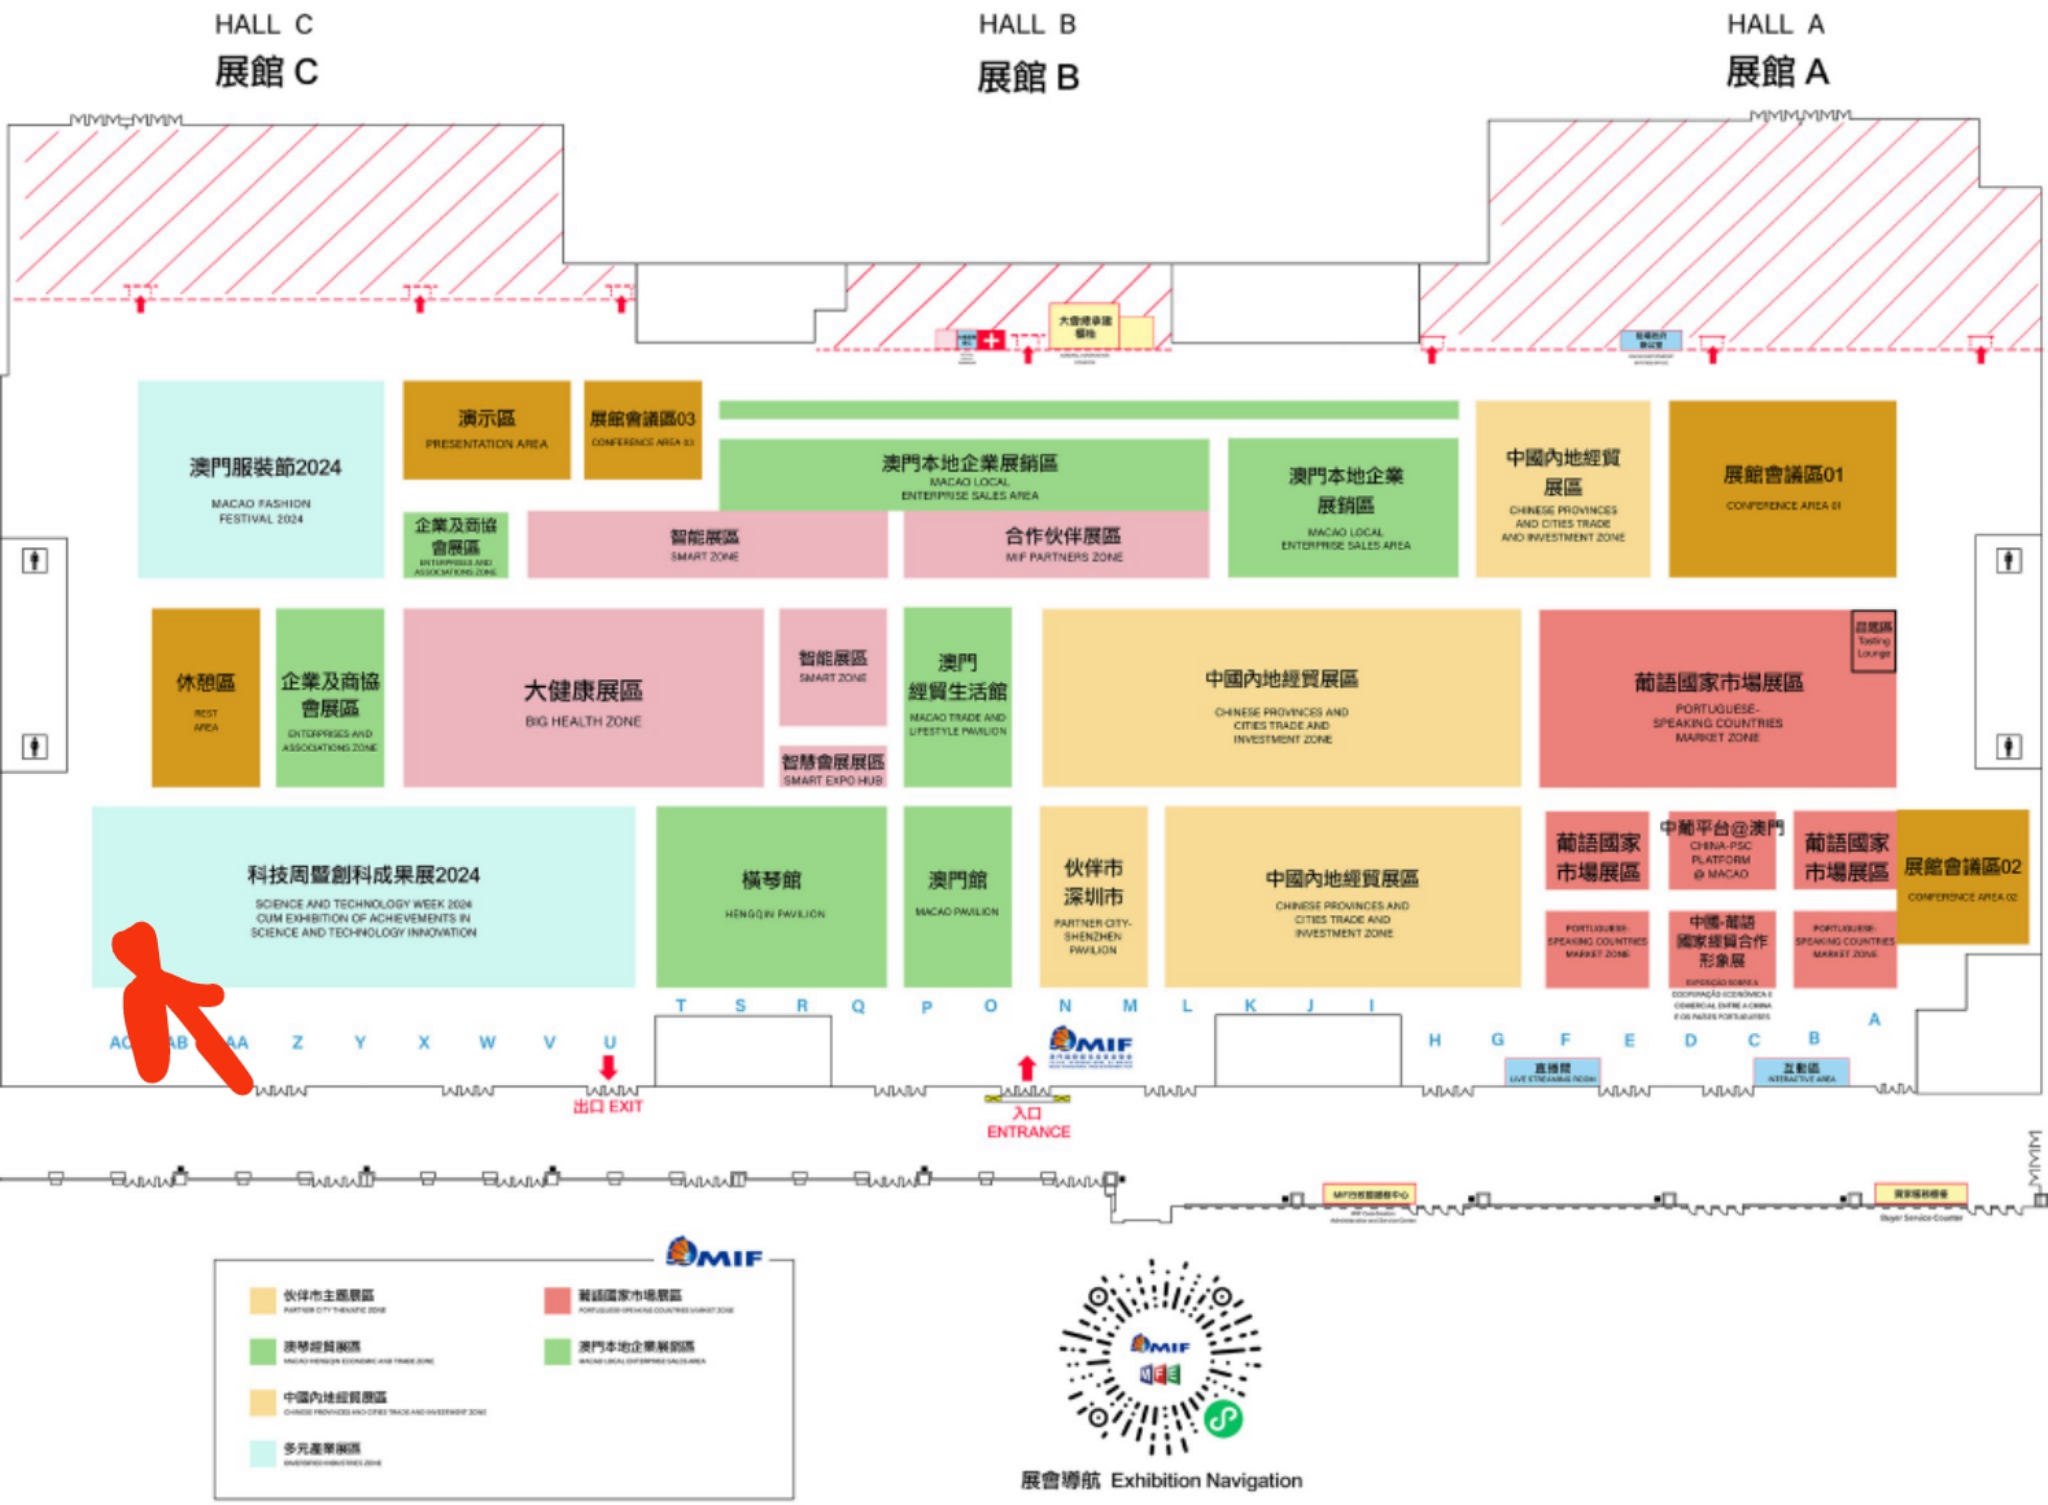 HALL C
展館 C
HALL B
展館 B
HALL A
展館 A
大會總承建
櫃檯
澳門服裝節2024
MACAO FASHION
FESTIVAL 2024
演示區
PRESENTATION AREA
展館會議區03
CONFERENCE AREA 03
澳門本地企業展銷區
MACAO LOCAL
ENTERPRISE SALES AREA
澳門本地企業
展銷區
MACAO LOCAL
ENTERPRISE SALES AREA
中國內地經貿
展區
CHINESE PROVINCES
AND CITIES TRADE
AND INVESTMENT ZONE
展館會議區01
CONFERENCE AREA 01
企業及商協
會展區
ENTERPRISES AND
ASSOCIATIONS ZONE
智能展區
SMART ZONE
合作伙伴展區
MIF PARTNERS ZONE
休憩區
REST
AREA
企業及商協
會展區
ENTERPRISES AND
ASSOCIATIONS ZONE
大健康展區
BIG HEALTH ZONE
智能展區
SMART ZONE
智慧會展展區
SMART EXPO HUB
澳門
經貿生活館
MACAO TRADE AND
LIFESTYLE PAVILION
中國內地經貿展區
CHINESE PROVINCES AND
CITIES TRADE AND
INVESTMENT ZONE
葡語國家市場展區
PORTUGUESE-
SPEAKING COUNTRIES
MARKET ZONE
品鑑區
Tasting
Lounge
科技周暨創科成果展2024
SCIENCE AND TECHNOLOGY WEEK 2024
CUM EXHIBITION OF ACHIEVEMENTS IN
SCIENCE AND TECHNOLOGY INNOVATION
橫琴館
HENGQIN PAVILION
澳門館
MACAO PAVILION
伙伴市
深圳市
PARTNER CITY-
SHENZHEN
PAVILION
中國內地經貿展區
CHINESE PROVINCES AND
CITIES TRADE AND
INVESTMENT ZONE
葡語國家
市場展區
PORTUGUESE-
SPEAKING COUNTRIES
MARKET ZONE
中葡平台@澳門
CHINA-PSC
PLATFORM
@ MACAO
中國-葡語
國家經貿合作
形象展
EXPOSIÇÃO SOBRE A
COOPERAÇÃO ECONÓMICA E
COMERCIAL ENTRE A CHINA
E OS PAÍSES PORTUGUESES
葡語國家
市場展區
PORTUGUESE-
SPEAKING COUNTRIES
MARKET ZONE
展館會議區02
CONFERENCE AREA 02
AC AB AA Z Y X W V U T S R Q P O N M L K J I H G F E D C B A
MIF
直播間
LIVE STREAMING ROOM
互動區
INTERACTIVE AREA
出口 EXIT
入口
ENTRANCE
MIF行政服務中心
買家服務櫃檯
Buyer Service Counter
MIF
伙伴市主題展區
PARTNER CITY THEMATIC ZONE
澳琴經貿展區
MACAO HENGQIN ECONOMIC AND TRADE ZONE
中國內地經貿展區
CHINESE PROVINCES AND CITIES TRADE AND INVESTMENT ZONE
多元產業展區
DIVERSIFIED INDUSTRIES ZONE
葡語國家市場展區
PORTUGUESE-SPEAKING COUNTRIES MARKET ZONE
澳門本地企業展銷區
MACAO LOCAL ENTERPRISE SALES AREA
MIF
MFE
展會導航 Exhibition Navigation